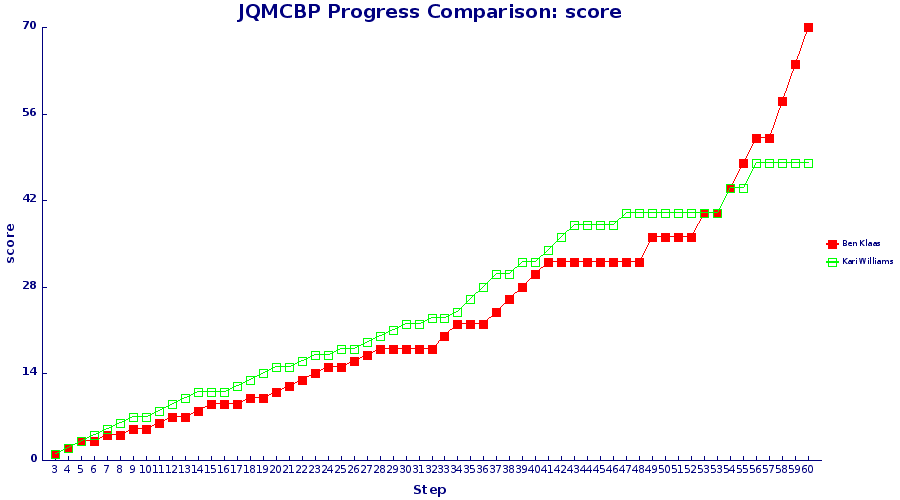 JQMCBP Progress Comparison: score
70
56
42
28
14
0
score
3 4 5 6 7 8 9 10 11 12 13 14 15 16 17 18 19 20 21 22 23 24 25 26 27 28 29 30 31 32 33 34 35 36 37 38 39 40 41 42 43 44 45 46 47 48 49 50 51 52 53 54 55 56 57 58 59 60
Step
Ben Klaas
Kari Williams